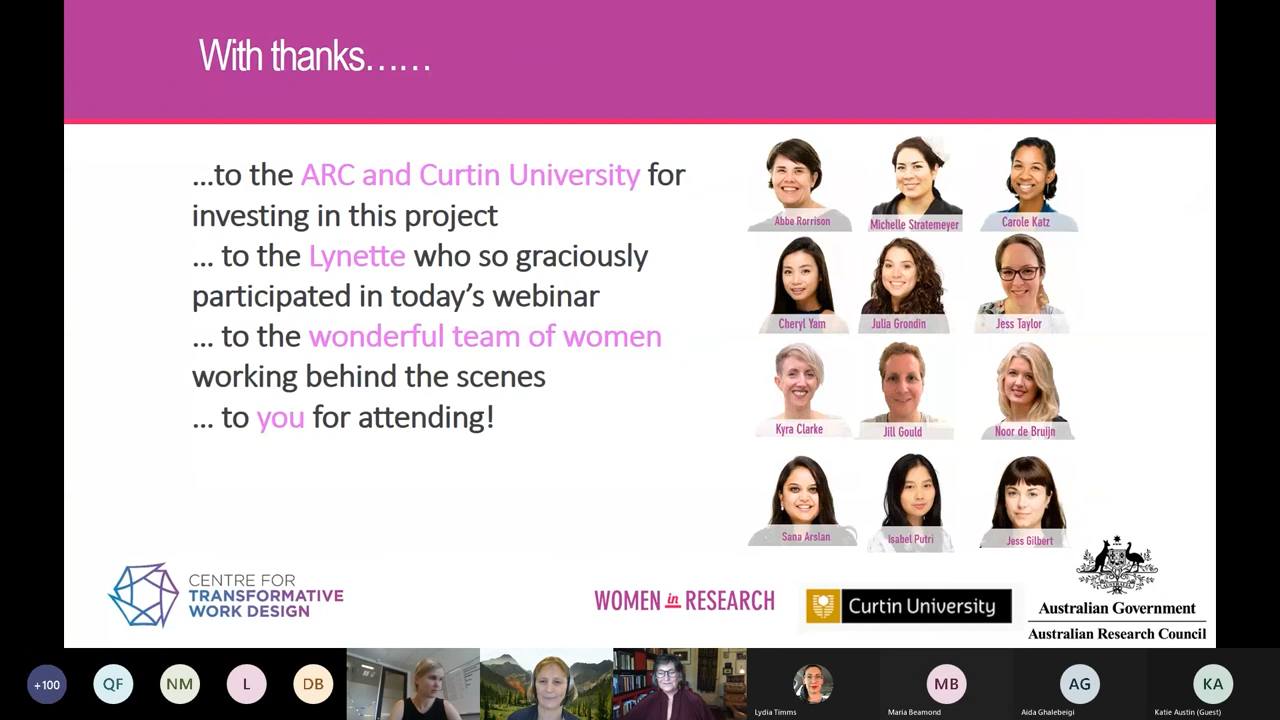 With thanks……
…to the ARC and Curtin University for
investing in this project
… to the Lynette who so graciously
participated in today's webinar
… to the wonderful team of women
working behind the scenes
… to you for attending!
Abbe Rorrison
Michelle Stratemeyer
Carole Katz
Cheryl Yam
Julia Grondin
Jess Taylor
Kyra Clarke
Jill Gould
Noor de Bruijn
Sana Arslan
Isabel Putri
Jess Gilbert
CENTRE FOR
TRANSFORMATIVE
WORK DESIGN
WOMEN in RESEARCH
Curtin University
Australian Government
Australian Research Council
+100
QF
NM
L
DB
Lydia Timms
MB
Maria Beamond
AG
Aida Ghalebeigi
KA
Katie Austin (Guest)